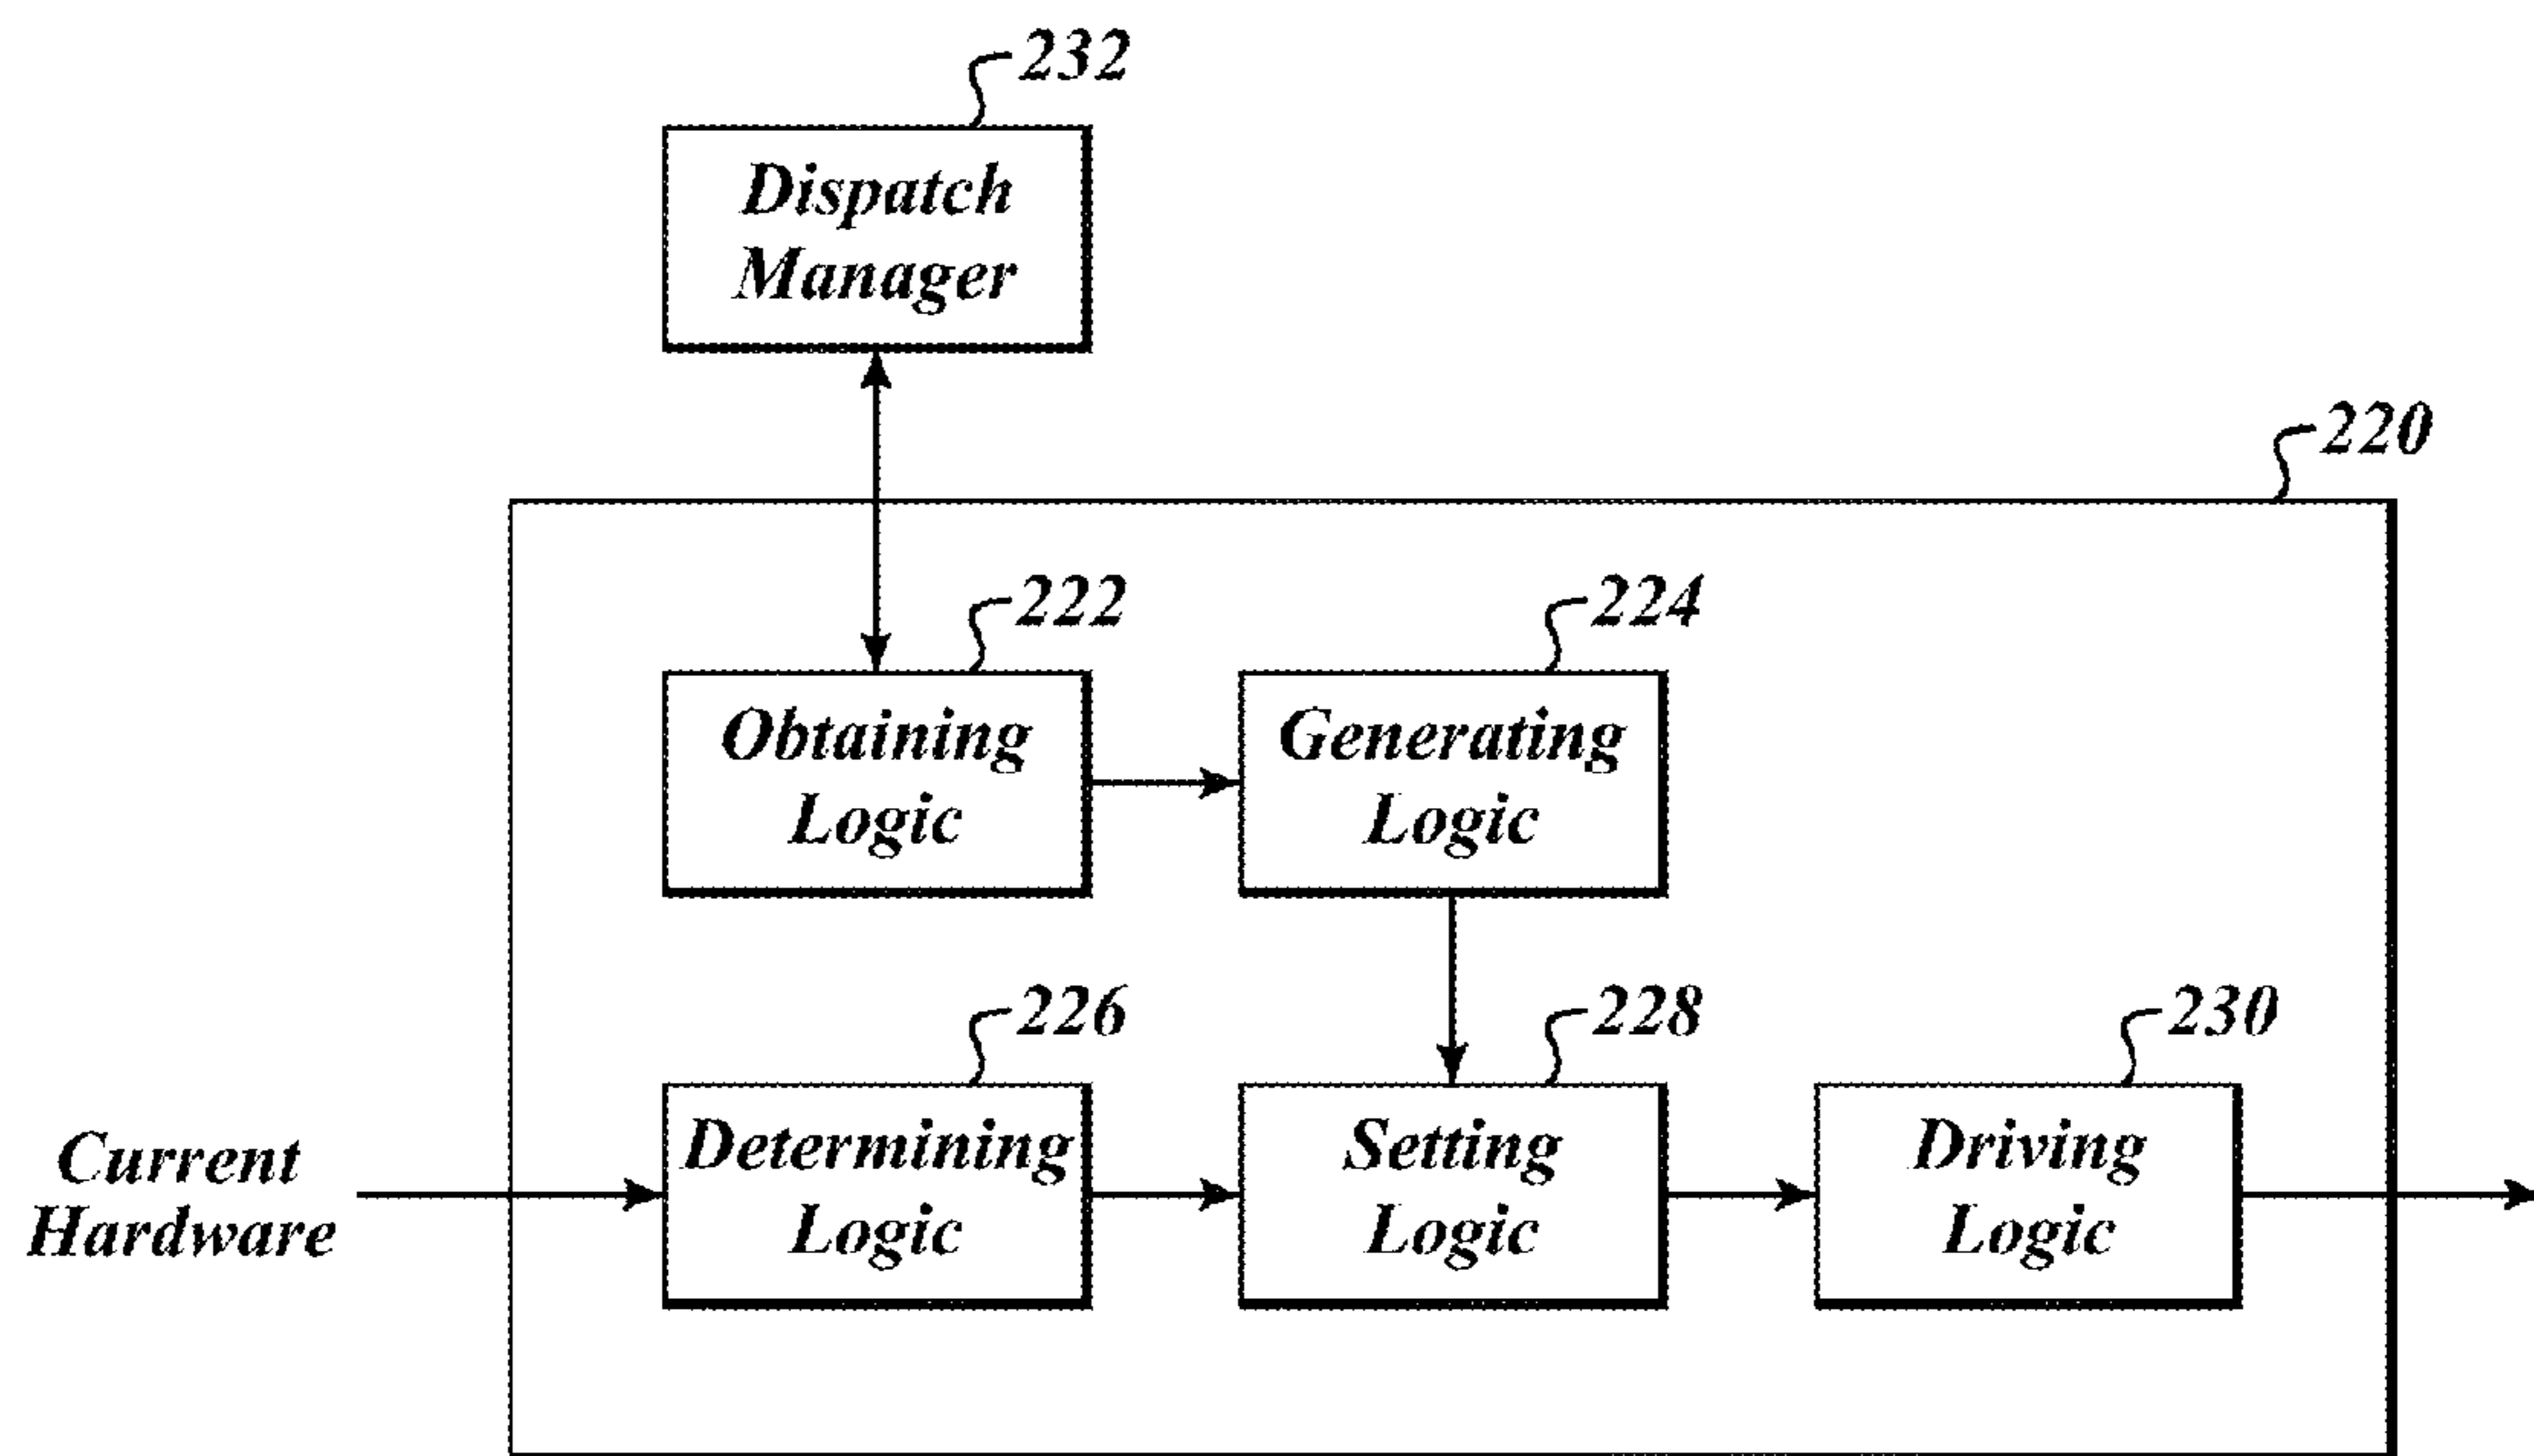 232
Dispatch
Manager
220
222
224
Obtaining
Logic
Generating
Logic
226
228
230
Current
Hardware
Determining
Logic
Setting
Logic
Driving
Logic